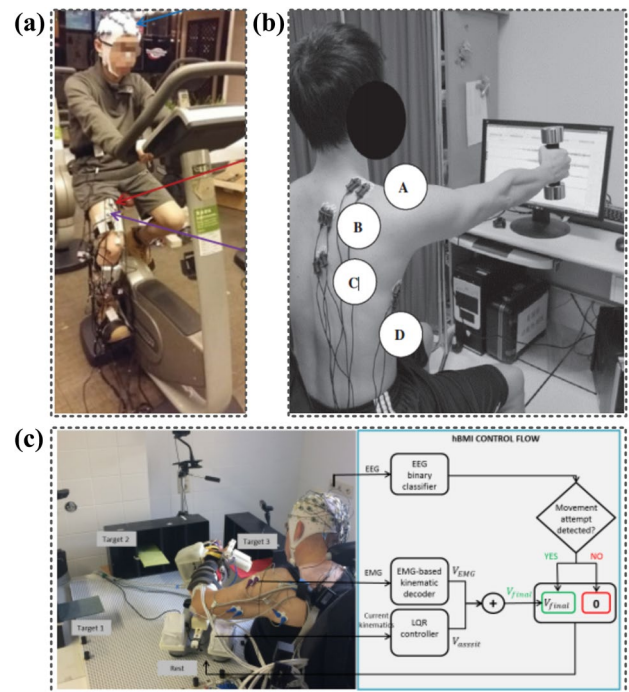 (a)
(b)
A
B
C
D
(c)
hBMI CONTROL FLOW
EEG
EEG
binary
classifier
Movement
attempt
detected?
YES
NO
Target 2
Target 3
EMG
EMG-based
kinematic
decoder
V_EMG
V_final
V_final
0
+
Current
kinematics
LQR
controller
V_assist
Target 1
Rest